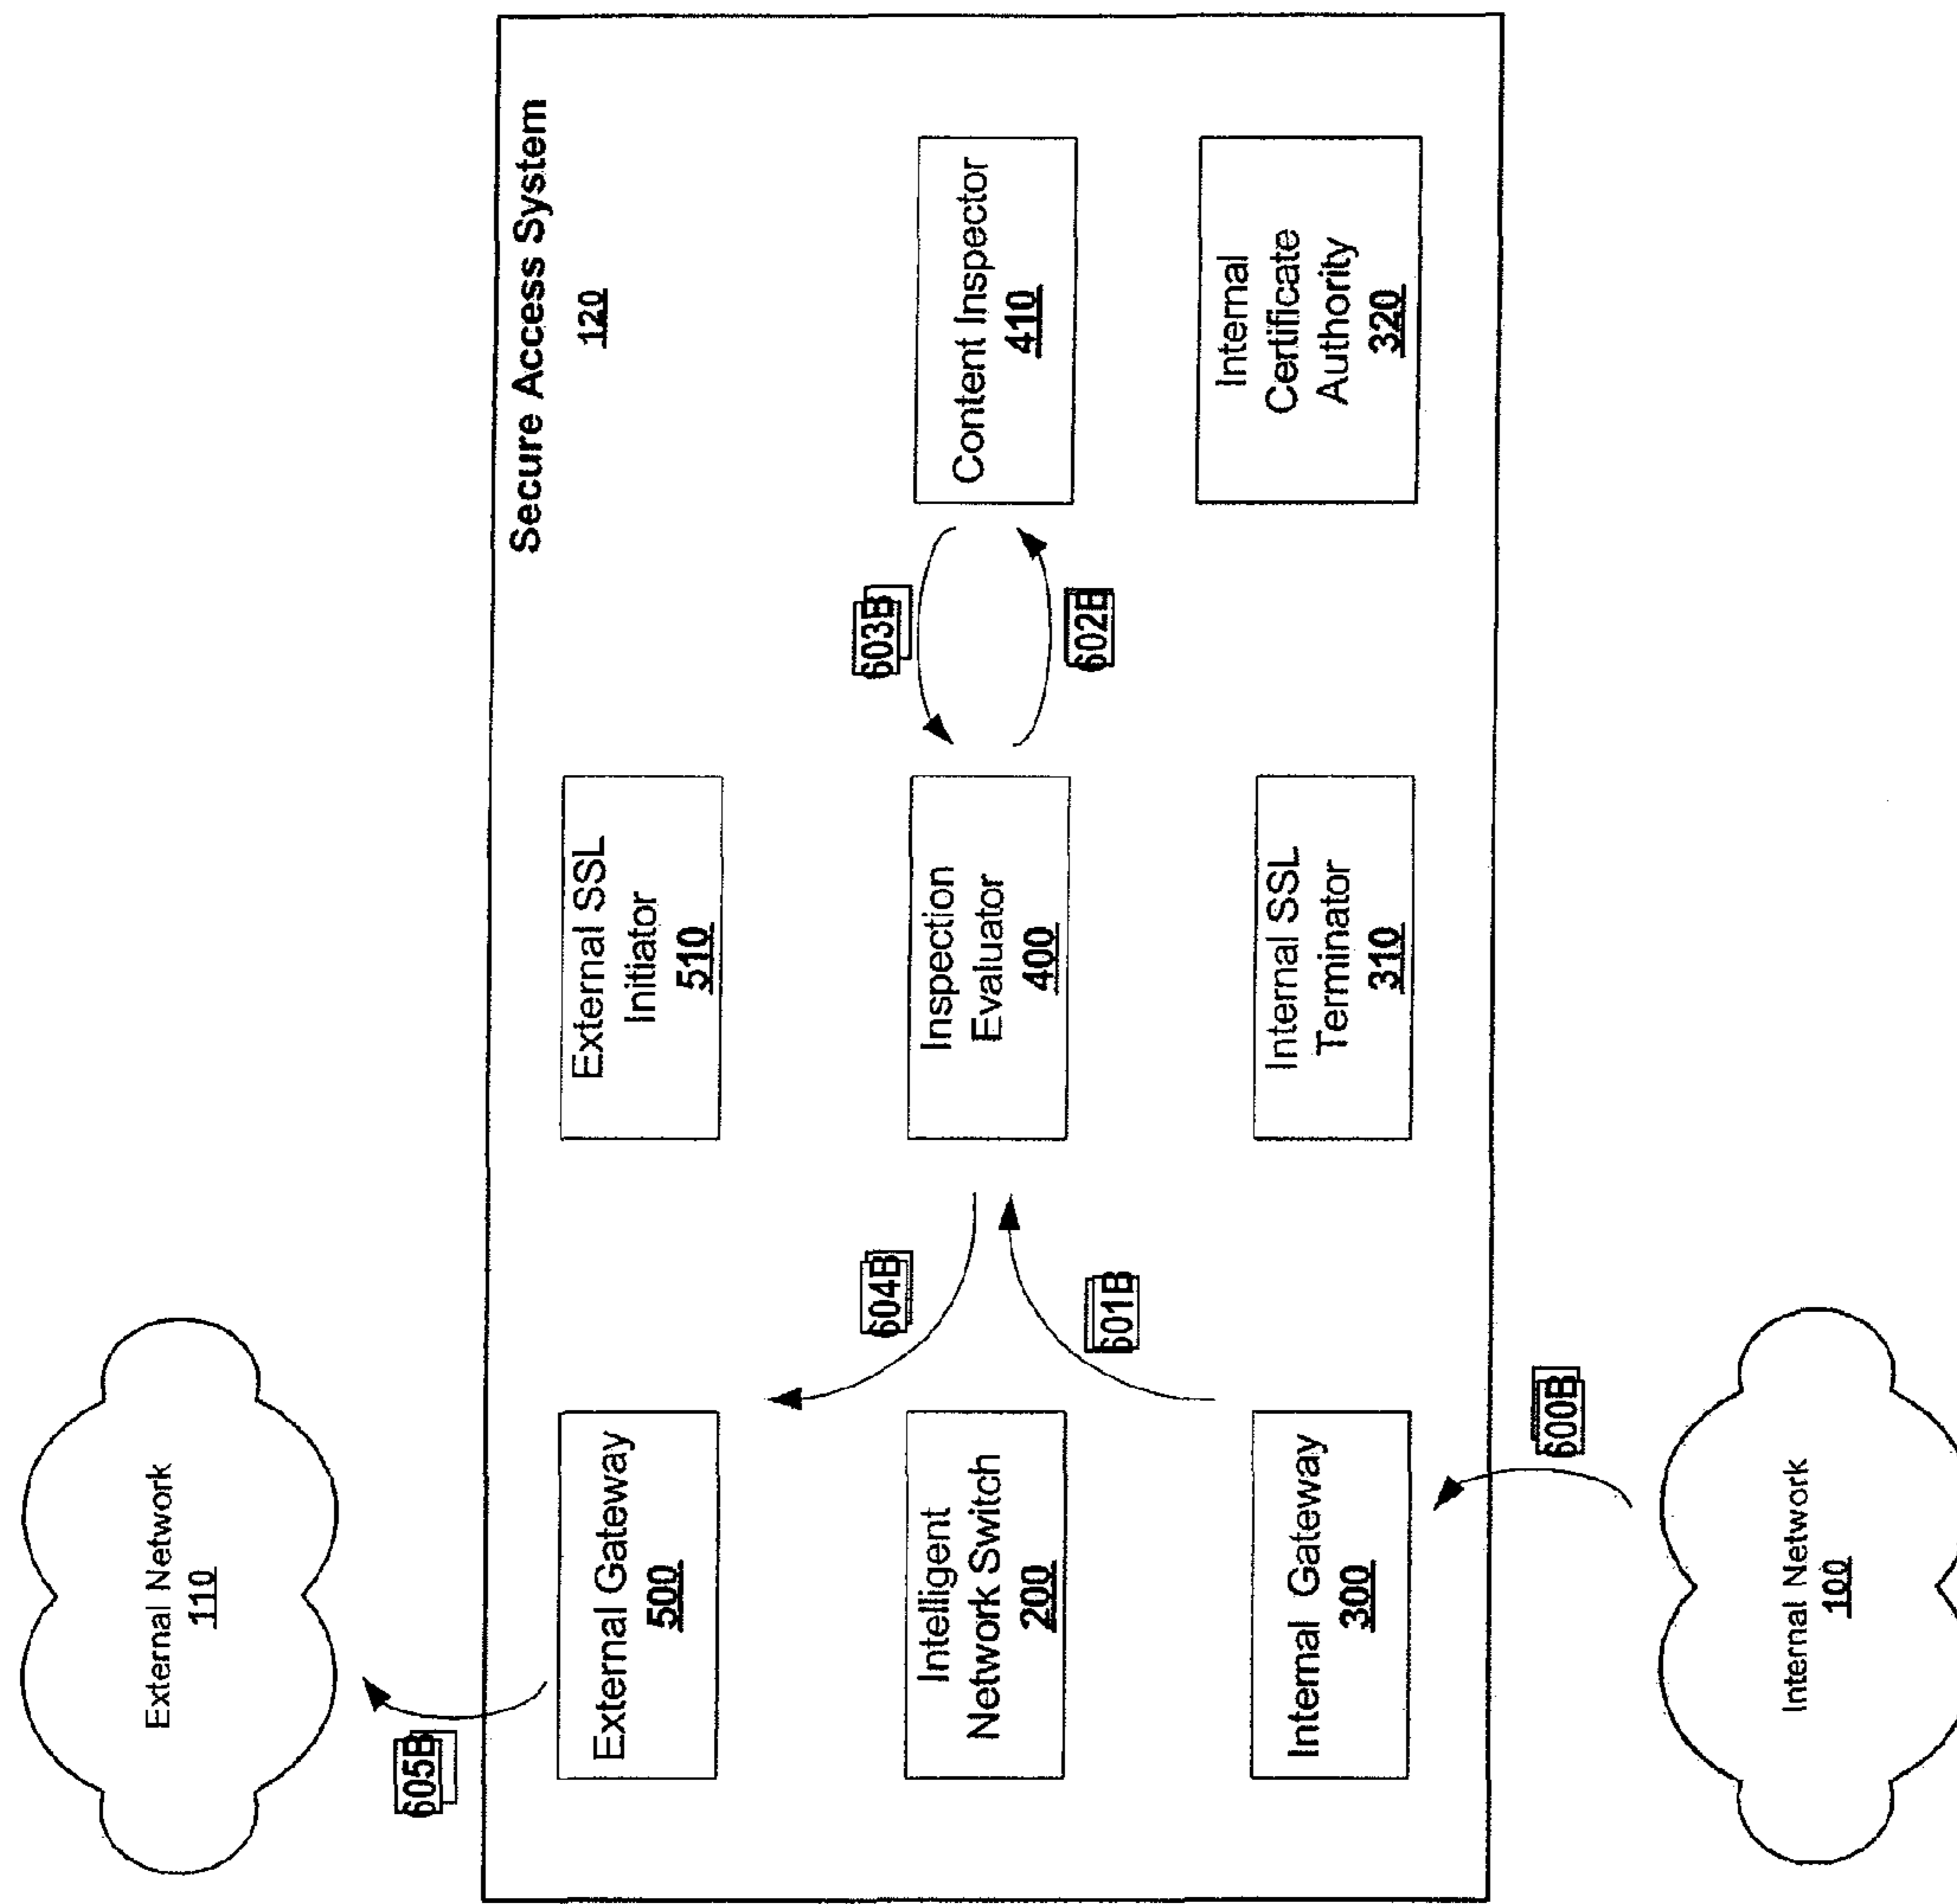 External Network
110
605B
Secure Access System
120
External Gateway
500
External SSL
Initiator
510
604B
603B
Intelligent
Network Switch
200
Inspection
Evaluator
400
Content Inspector
410
601B
602B
Internal Gateway
300
Internal SSL
Terminator
310
Internal
Certificate
Authority
320
600B
Internal Network
100